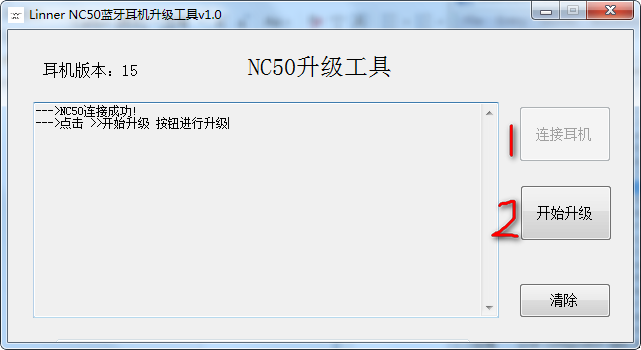 Linner NC50蓝牙耳机升级工具v1.0
耳机版本：15
NC50升级工具
--->NC50连接成功!
--->点击 >>开始升级 按钮进行升级
1
连接耳机
2
开始升级
清除